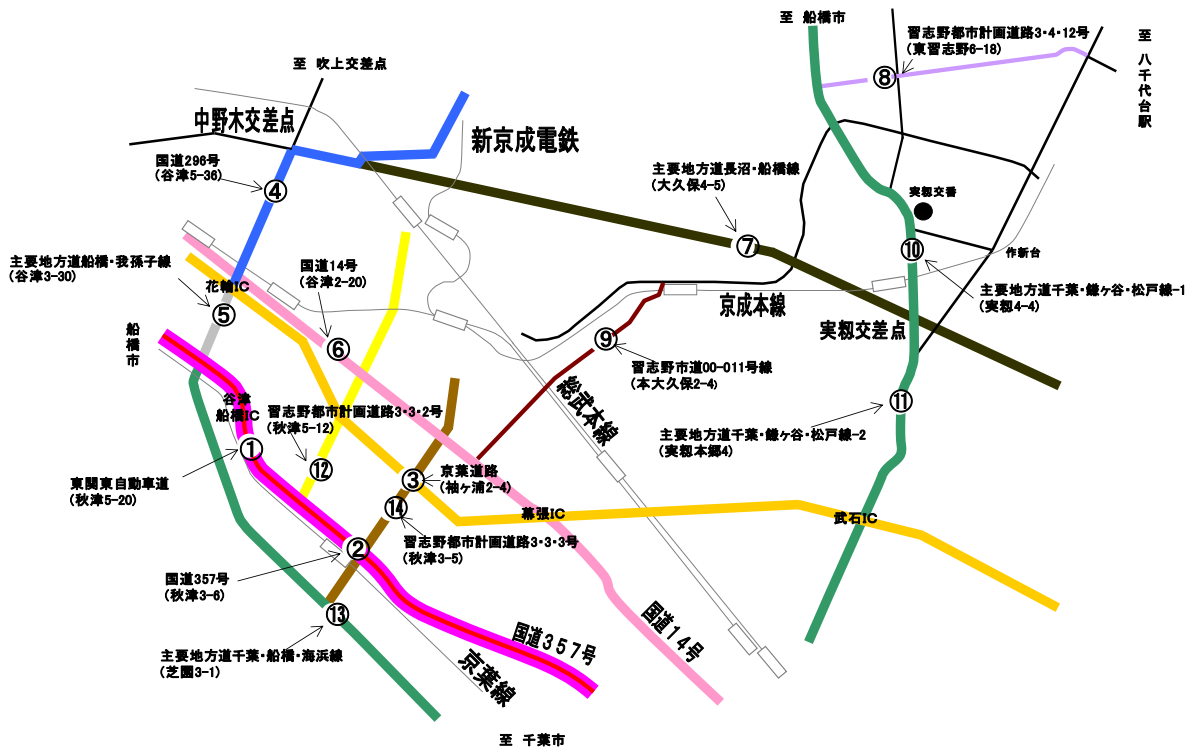 至 船橋市
習志野都市計画道路3・4・12号
(東習志野6-18)
⑧
至 八千代台駅
至 吹上交差点
中野木交差点
新京成電鉄
国道296号
(谷津5-36)
④
主要地方道長沼・船橋線
(大久保4-5)
⑦
実籾交番
⑩
作新台
主要地方道船橋・我孫子線
(谷津3-30)
花輪IC
⑤
国道14号
(谷津2-20)
⑥
主要地方道千葉・鎌ヶ谷・松戸線-1
(実籾4-4)
京成本線
実籾交差点
船橋市
⑨
習志野市道00-011号線
(本大久保2-4)
総武本線
谷津
船橋IC
習志野都市計画道路3・3・2号
(秋津5-12)
⑪
主要地方道千葉・鎌ヶ谷・松戸線-2
(実籾本郷4)
①
⑫
東関東自動車道
(秋津5-20)
③
京葉道路
(袖ヶ浦2-4)
⑭
幕張IC
武石IC
習志野都市計画道路3・3・3号
(秋津3-5)
②
国道357号
(秋津3-6)
⑬
主要地方道千葉・船橋・海浜線
(芝園3-1)
国道357号
国道14号
京葉線
至 千葉市